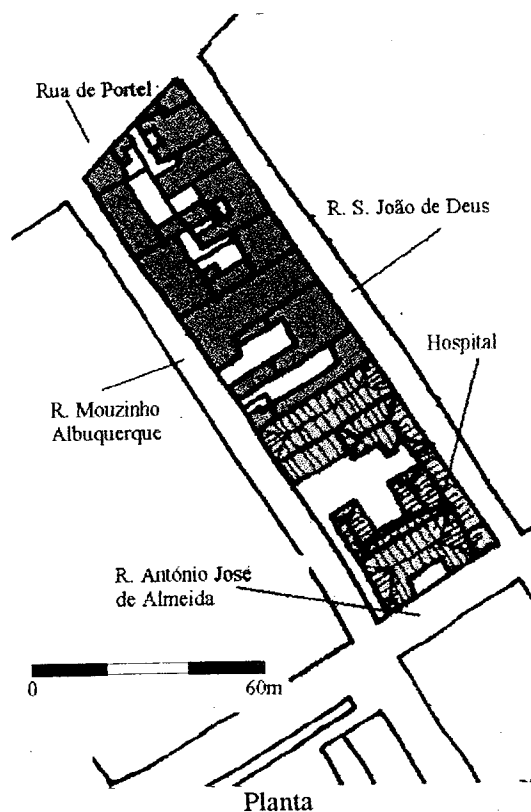 Rua de Portel
R. S. João de Deus
Hospital
R. Mouzinho
Albuquerque
R. António José
de Almeida
0
60m
Planta